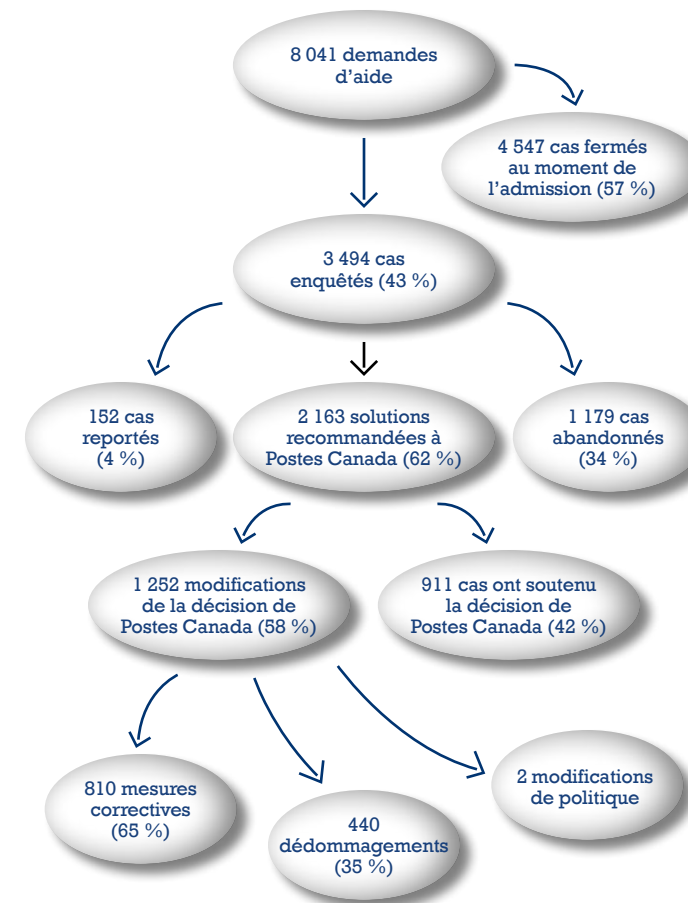 8 041 demandes
d’aide
4 547 cas fermés
au moment de
l’admission (57 %)
3 494 cas
enquêtés (43 %)
152 cas
reportés
(4 %)
2 163 solutions
recommandées à
Postes Canada (62 %)
1 179 cas
abandonnés
(34 %)
1 252 modifications
de la décision de
Postes Canada (58 %)
911 cas ont soutenu
la décision de
Postes Canada (42 %)
810 mesures
correctives
(65 %)
440
dédommagements
(35 %)
2 modifications
de politique